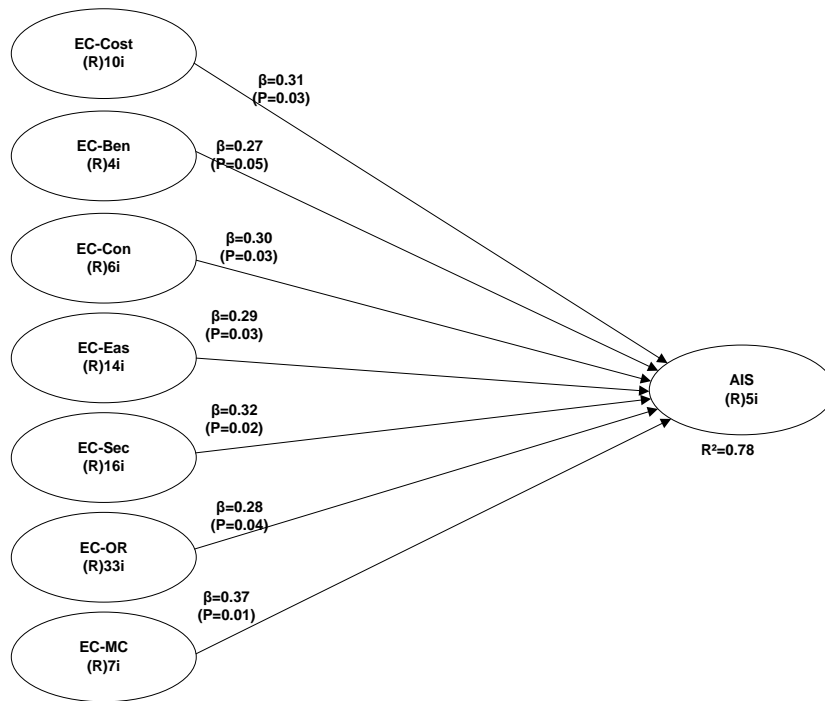 EC-Cost
(R)10i
β=0.31
(P=0.03)
EC-Ben
(R)4i
β=0.27
(P=0.05)
EC-Con
(R)6i
β=0.30
(P=0.03)
EC-Eas
(R)14i
β=0.29
(P=0.03)
EC-Sec
(R)16i
β=0.32
(P=0.02)
EC-OR
(R)33i
β=0.28
(P=0.04)
EC-MC
(R)7i
β=0.37
(P=0.01)
AIS
(R)5i
R²=0.78